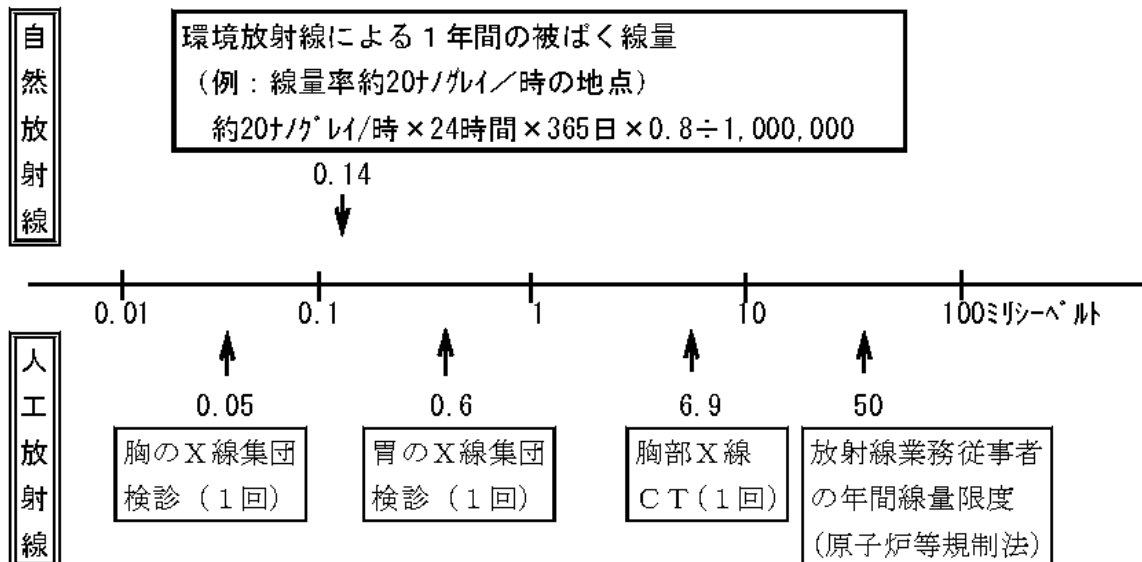 自然放射線
環境放射線による1年間の被ばく線量
(例:線量率約20ﾅﾉｸﾞﾚｲ/時の地点)
約20ﾅﾉｸﾞﾚｲ/時×24時間×365日×0.8÷1,000,000
0.14
0.01 0.1 1 10 100ﾐﾘｼｰﾍﾞﾙﾄ
人工放射線
0.05 0.6 6.9 50
胸のX線集団
検診(1回)
胃のX線集団
検診(1回)
胸部X線
CT(1回)
放射線業務従事者
の年間線量限度
(原子炉等規制法)